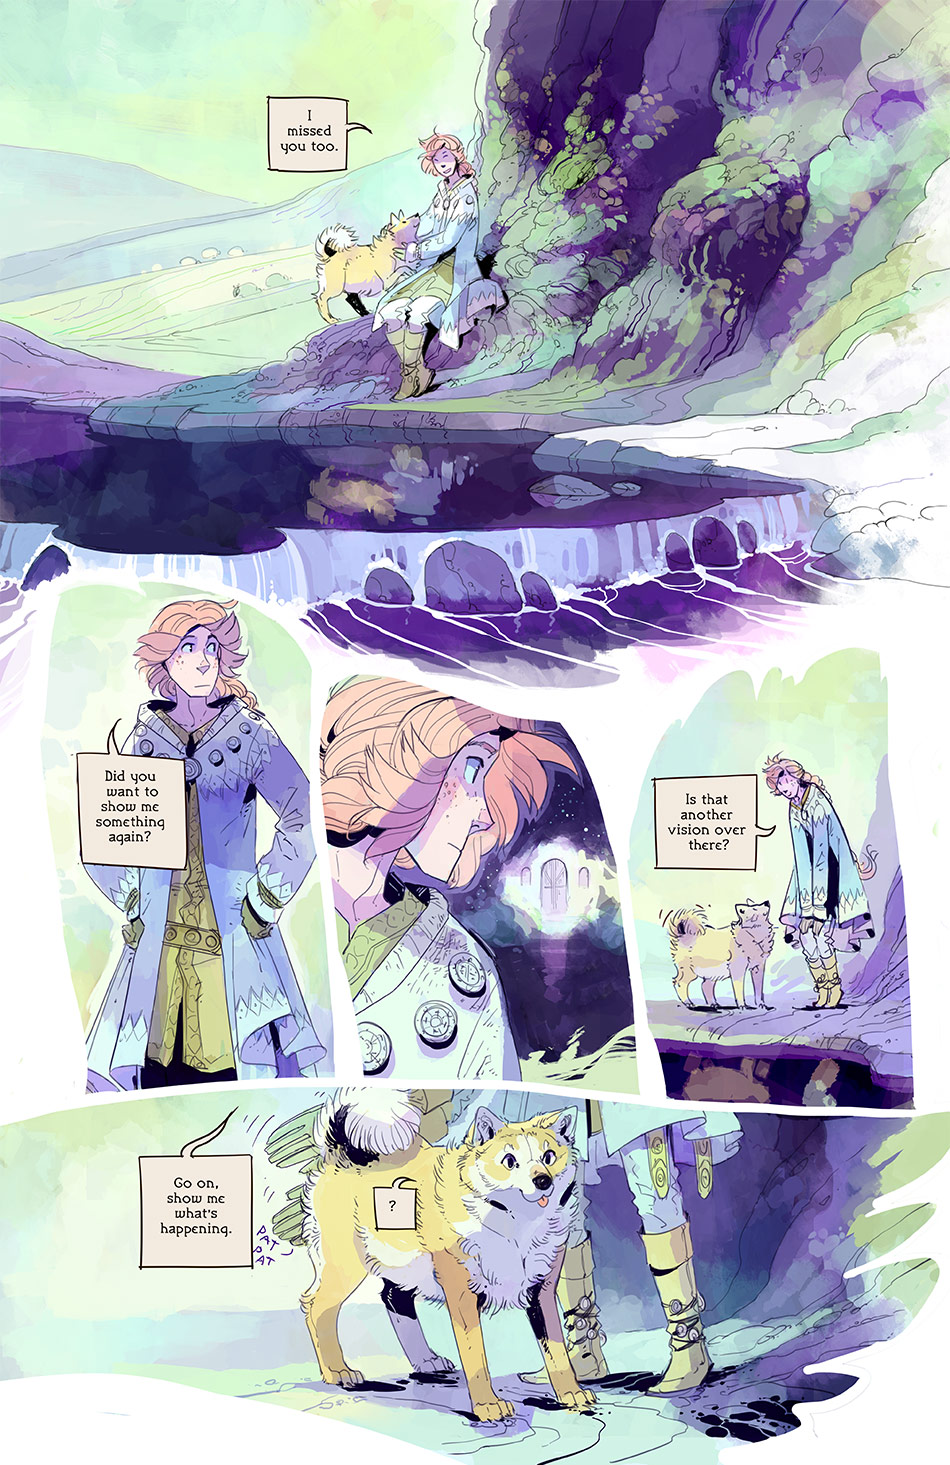 I
missed
you too.
Did you
want to
show me
something
again?
Is that
another
vision over
there?
Go on,
show me
what's
happening.
?
PAT
PAT